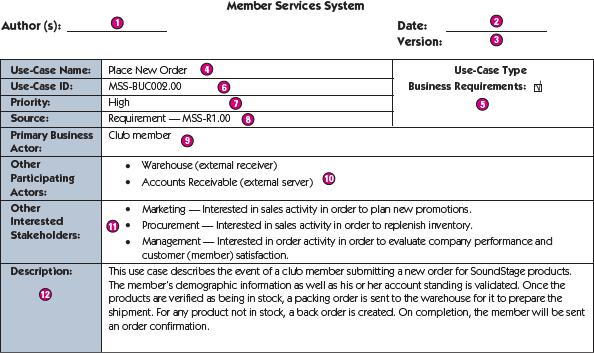 Member Services System
Author (s): 1
Date: 2
Version: 3
Use-Case Name: Place New Order 4
Use-Case Type
Use-Case ID: MSS-BUC002.00 6
Business Requirements: √
Priority: High 7
5
Source: Requirement — MSS-R1.00 8
Primary Business
Actor:
Club member 9
Other
Participating
Actors:
• Warehouse (external receiver)
• Accounts Receivable (external server) 10
Other
Interested
Stakeholders:
11
• Marketing — Interested in sales activity in order to plan new promotions.
• Procurement — Interested in sales activity in order to replenish inventory.
• Management — Interested in order activity in order to evaluate company performance and
customer (member) satisfaction.
Description:
12
This use case describes the event of a club member submitting a new order for SoundStage products.
The member's demographic information as well as his or her account standing is validated. Once the
products are verified as being in stock, a packing order is sent to the warehouse for it to prepare the
shipment. For any product not in stock, a back order is created. On completion, the member will be sent
an order confirmation.